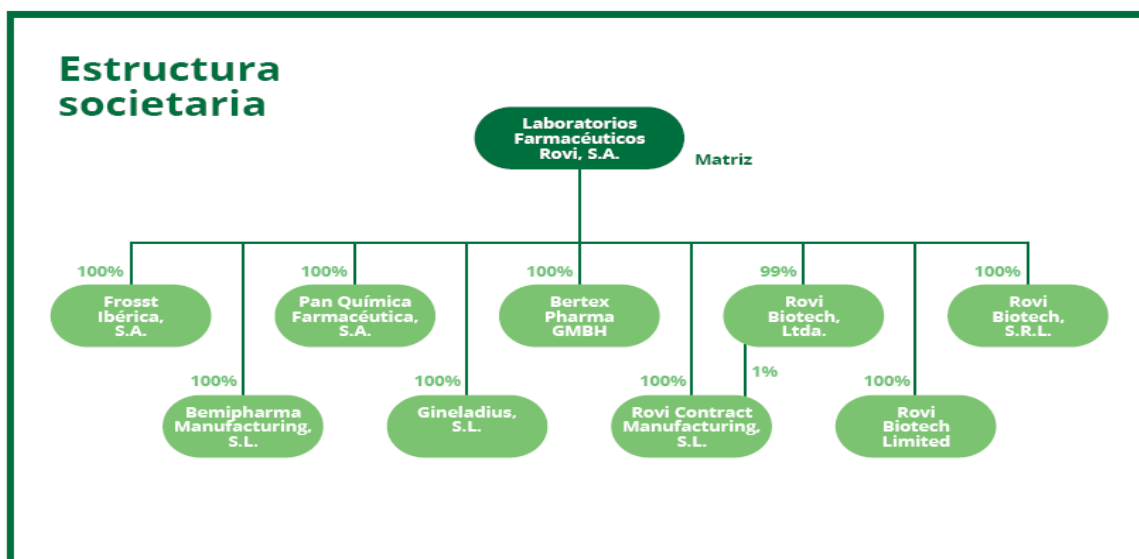 Estructura
societaria
Laboratorios
Farmacéuticos
Rovi, S.A.
Matriz
100%
Frosst
Ibérica,
S.A.
100%
Pan Química
Farmacéutica,
S.A.
100%
Bertex
Pharma
GMBH
99%
Rovi
Biotech,
Ltda.
100%
Rovi
Biotech,
S.R.L.
100%
Bemipharma
Manufacturing,
S.L.
100%
Gineladius,
S.L.
100%
1%
Rovi Contract
Manufacturing,
S.L.
100%
Rovi
Biotech
Limited